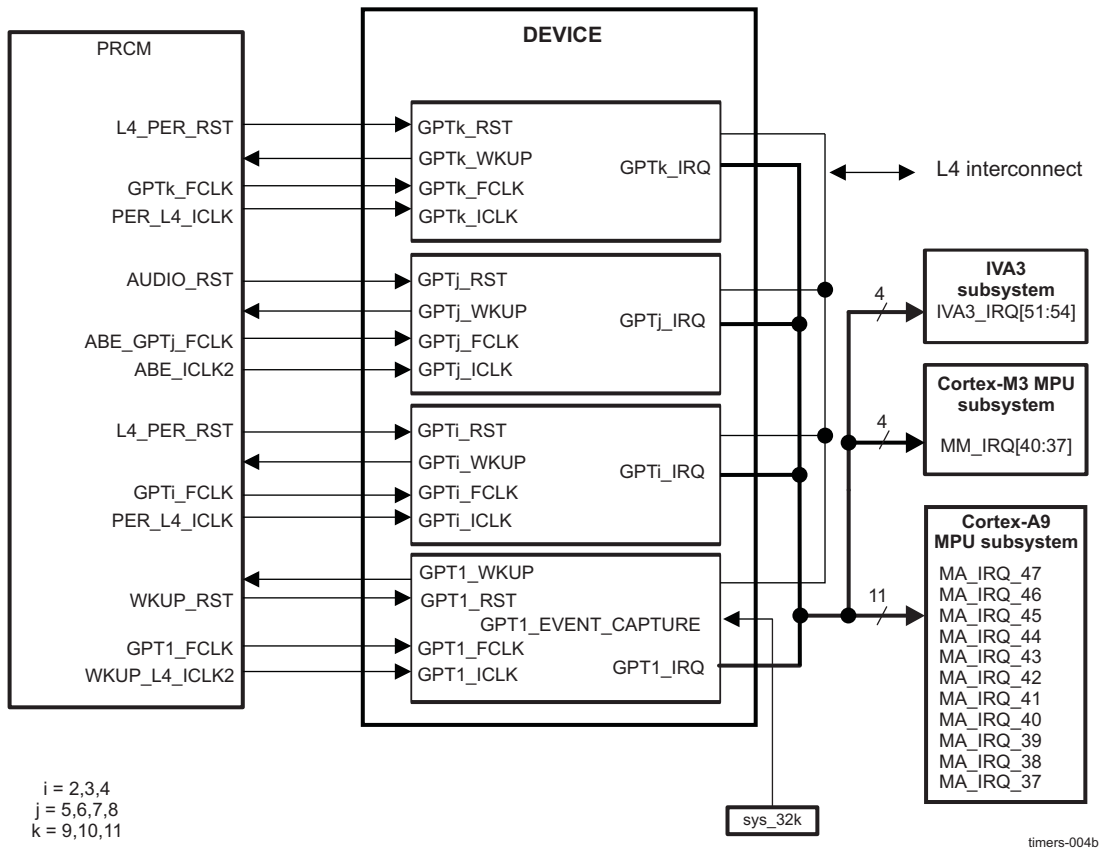 PRCM
L4_PER_RST
GPTk_FCLK
PER_L4_ICLK
AUDIO_RST
ABE_GPTj_FCLK
ABE_ICLK2
L4_PER_RST
GPTi_FCLK
PER_L4_ICLK
WKUP_RST
GPT1_FCLK
WKUP_L4_ICLK2
DEVICE
GPTk_RST
GPTk_WKUP
GPTk_FCLK
GPTk_ICLK
GPTk_IRQ
GPTj_RST
GPTj_WKUP
GPTj_FCLK
GPTj_ICLK
GPTj_IRQ
GPTi_RST
GPTi_WKUP
GPTi_FCLK
GPTi_ICLK
GPTi_IRQ
GPT1_WKUP
GPT1_RST
GPT1_EVENT_CAPTURE
GPT1_FCLK
GPT1_ICLK
GPT1_IRQ
L4 interconnect
4
IVA3
subsystem
IVA3_IRQ[51:54]
4
Cortex-M3 MPU
subsystem
MM_IRQ[40:37]
11
Cortex-A9
MPU subsystem
MA_IRQ_47
MA_IRQ_46
MA_IRQ_45
MA_IRQ_44
MA_IRQ_43
MA_IRQ_42
MA_IRQ_41
MA_IRQ_40
MA_IRQ_39
MA_IRQ_38
MA_IRQ_37
sys_32k
i = 2,3,4
j = 5,6,7,8
k = 9,10,11
timers-004b